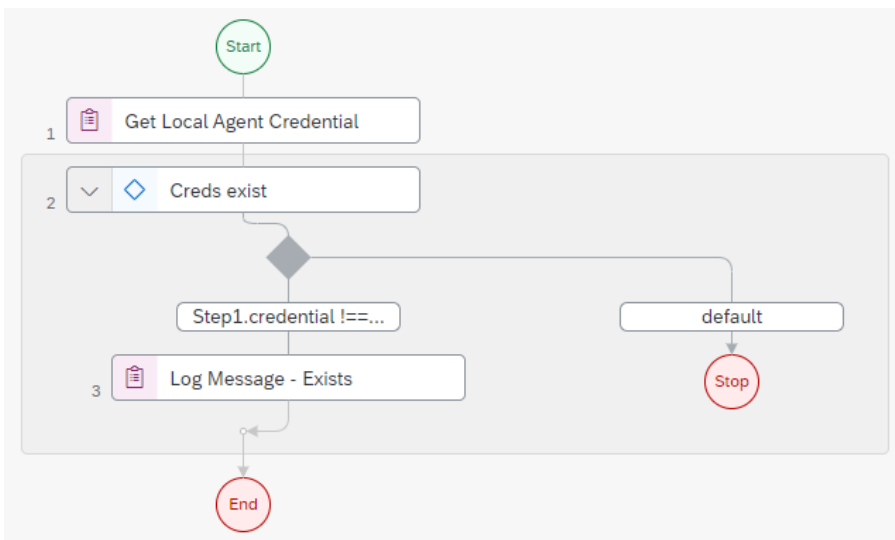 Start
1
Get Local Agent Credential
2
Creds exist
Step1.credential !==...
default
3
Log Message - Exists
Stop
End